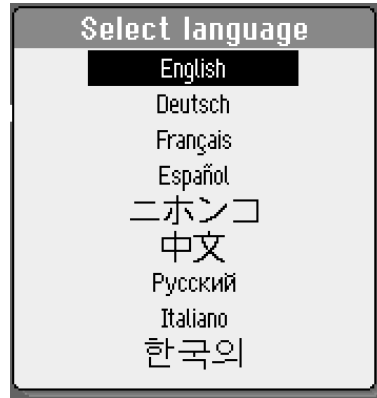 Select language
English
Deutsch
Français
Español
ニホンコ
中文
Русский
Italiano
한국의